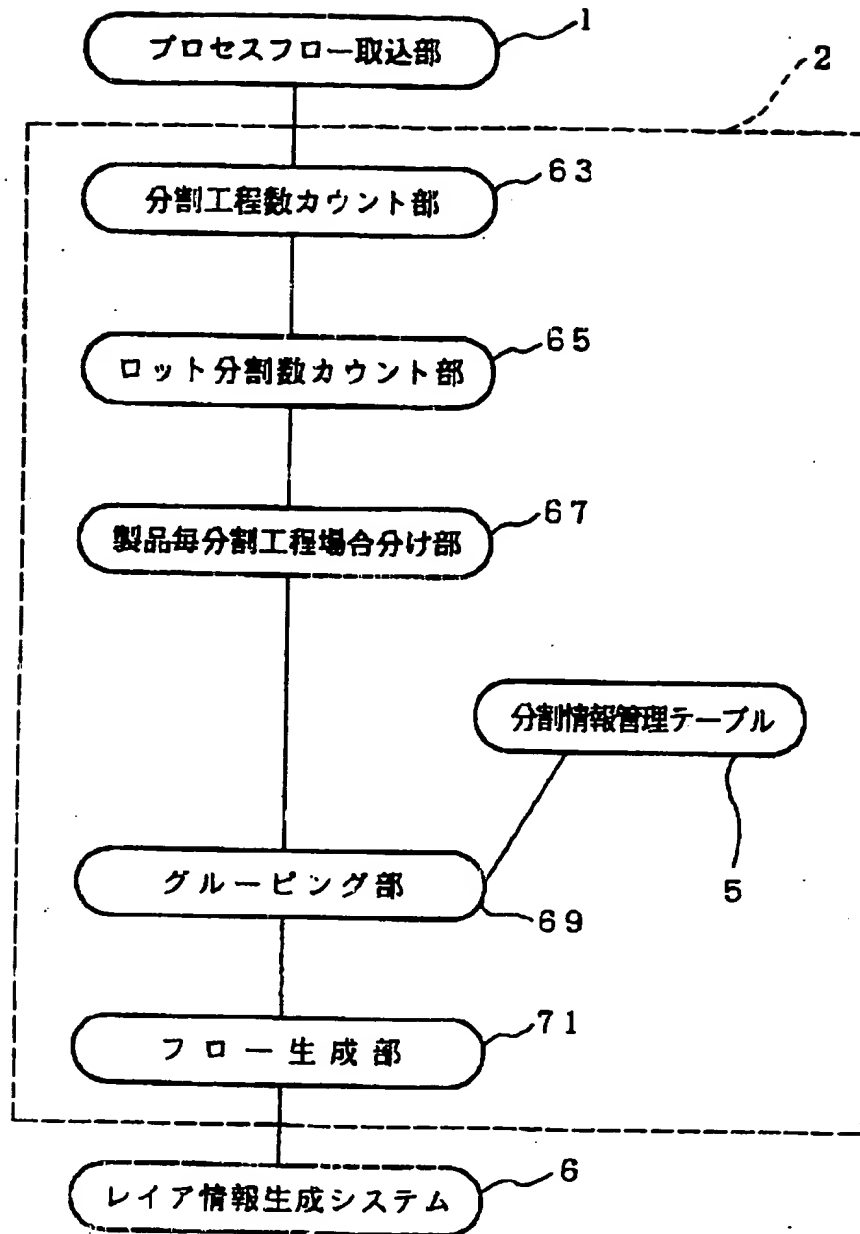 プロセスフロー取込部
1
2
分割工程数カウント部
63
ロット分割数カウント部
65
製品毎分割工程場合分け部
67
分割情報管理テーブル
5
グルーピング部
69
フロー生成部
71
レイア情報生成システム
6